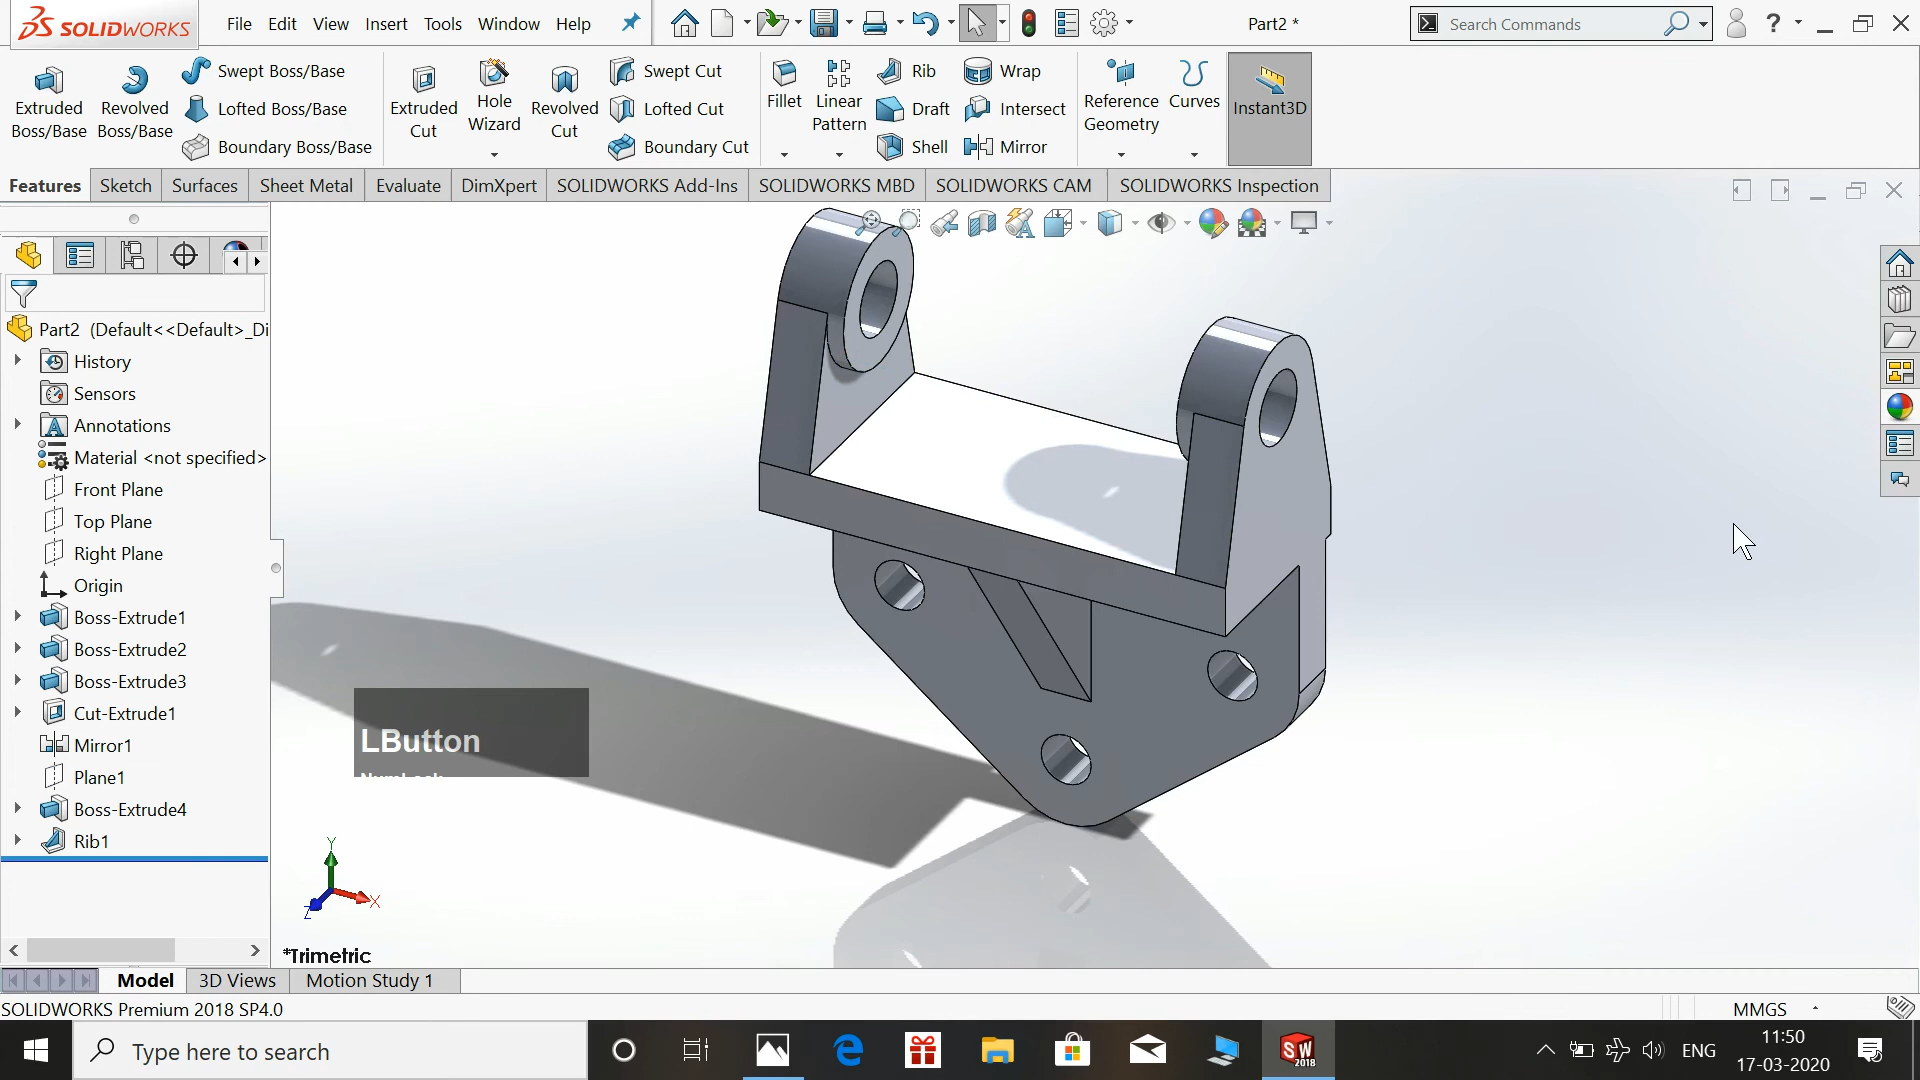 SOLIDWORKS
File Edit View Insert Tools Window Help
Part2 *
Search Commands
Extruded Boss/Base
Revolved Boss/Base
Swept Boss/Base
Lofted Boss/Base
Boundary Boss/Base
Extruded Cut
Hole Wizard
Revolved Cut
Swept Cut
Lofted Cut
Boundary Cut
Fillet
Linear Pattern
Rib
Draft
Shell
Wrap
Intersect
Mirror
Reference Geometry
Curves
Instant3D
Features Sketch Surfaces Sheet Metal Evaluate DimXpert SOLIDWORKS Add-Ins SOLIDWORKS MBD SOLIDWORKS CAM SOLIDWORKS Inspection
Part2 (Default<<Default>_Di
History
Sensors
Annotations
Material <not specified>
Front Plane
Top Plane
Right Plane
Origin
Boss-Extrude1
Boss-Extrude2
Boss-Extrude3
Cut-Extrude1
Mirror1
Plane1
Boss-Extrude4
Rib1
LButton
Y
X
Z
*Trimetric
Model 3D Views Motion Study 1
SOLIDWORKS Premium 2018 SP4.0
MMGS
Type here to search
SW
2018
ENG
11:50
17-03-2020